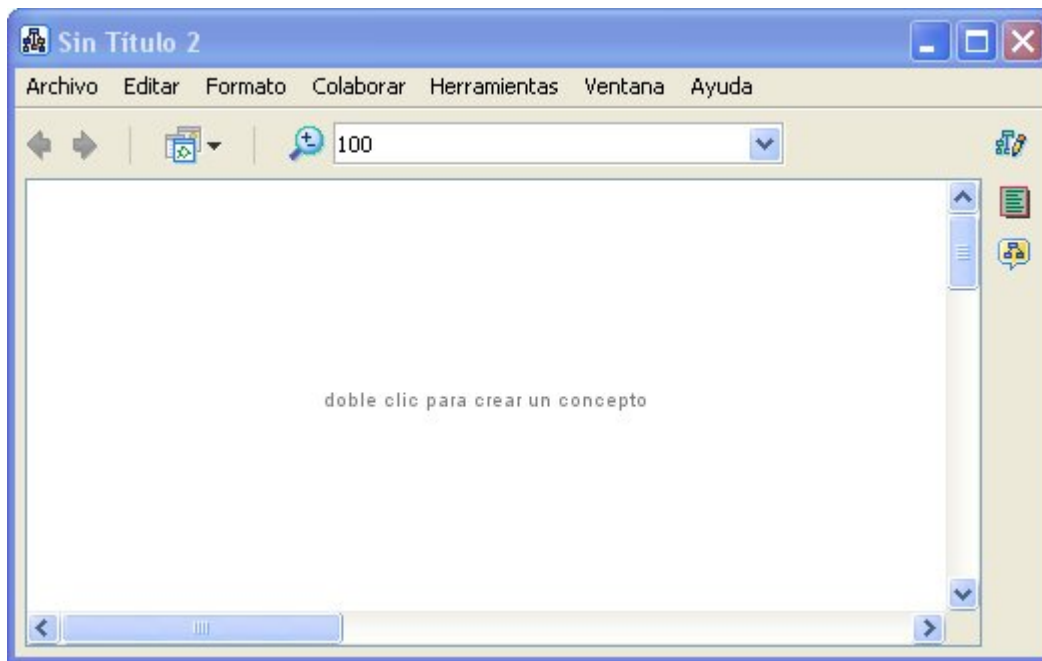 Sin Título 2
Archivo Editar Formato Colaborar Herramientas Ventana Ayuda
100
doble clic para crear un concepto